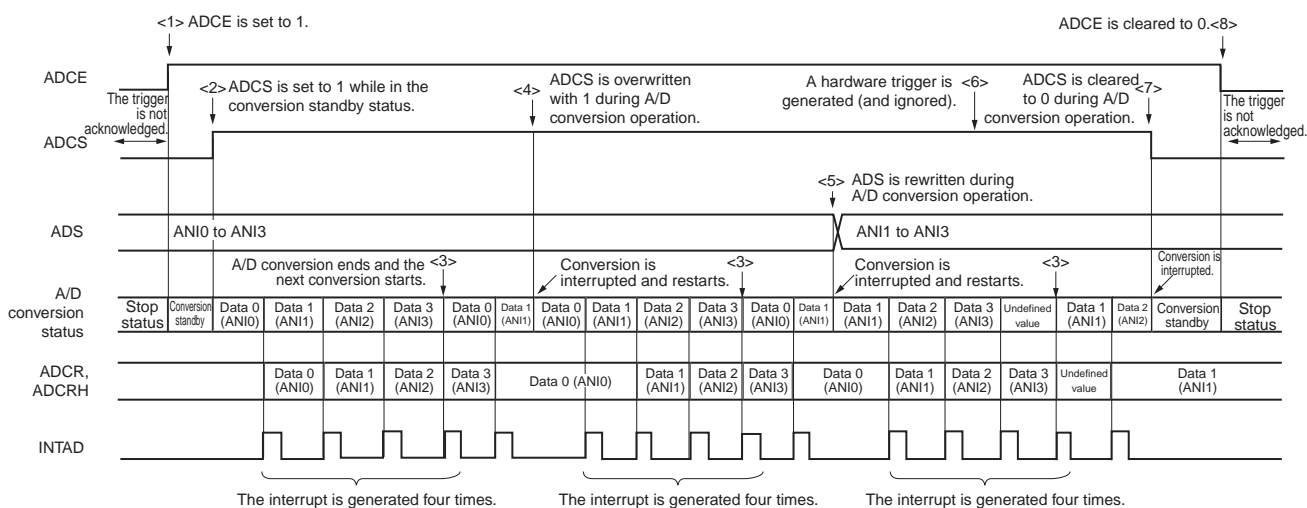 <1> ADCE is set to 1.
ADCE is cleared to 0.<8>
ADCE
The trigger
is not
acknowledged.
<2> ADCS is set to 1 while in the
conversion standby status.
<4> ADCS is overwritten
with 1 during A/D
conversion operation.
A hardware trigger is
generated (and ignored).
<6>
ADCS is cleared
to 0 during A/D
conversion operation.
<7>
The trigger
is not
acknowledged.
ADCS
<5> ADS is rewritten during
A/D conversion operation.
ADS
ANI0 to ANI3
ANI1 to ANI3
A/D conversion ends and the
next conversion starts.
<3>
Conversion is
interrupted and restarts.
<3>
Conversion is
interrupted and restarts.
<3>
Conversion is
interrupted.
A/D
conversion
status
Stop
status
Conversion
standby
Data 0
(ANI0)
Data 1
(ANI1)
Data 2
(ANI2)
Data 3
(ANI3)
Data 0
(ANI0)
Data 1
(ANI1)
Data 0
(ANI0)
Data 1
(ANI1)
Data 2
(ANI2)
Data 3
(ANI3)
Data 0
(ANI0)
Data 1
(ANI1)
Data 1
(ANI1)
Data 2
(ANI2)
Data 3
(ANI3)
Undefined
value
Data 1
(ANI1)
Data 2
(ANI2)
Conversion
standby
Stop
status
ADCR,
ADCRH
Data 0
(ANI0)
Data 1
(ANI1)
Data 2
(ANI2)
Data 3
(ANI3)
Data 0 (ANI0)
Data 1
(ANI1)
Data 2
(ANI2)
Data 3
(ANI3)
Data 0
(ANI0)
Data 1
(ANI1)
Data 2
(ANI2)
Data 3
(ANI3)
Undefined
value
Data 1
(ANI1)
INTAD
The interrupt is generated four times.
The interrupt is generated four times.
The interrupt is generated four times.